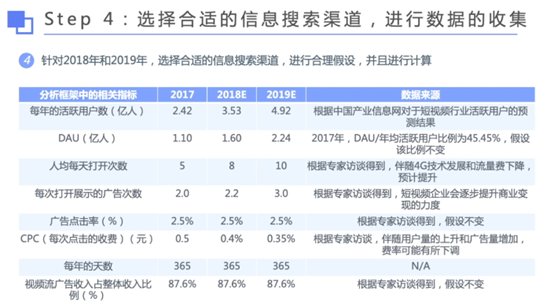 Step 4：选择合适的信息搜索渠道，进行数据的收集
4 针对2018年和2019年，选择合适的信息搜索渠道，进行合理假设，并且进行计算
分析框架中的相关指标 2017 2018E 2019E 数据来源
每年的活跃用户数（亿人） 2.42 3.53 4.92 根据中国产业信息网对于短视频行业活跃用户的预
测结果
DAU（亿人） 1.10 1.60 2.24 2017年，DAU/年均活跃用户比例为45.45%，假设
该比例不变
人均每天打开次数 5 8 10 根据专家访谈得到，伴随4G技术发展和流量费下降，
预计提升
每次打开展示的广告次数 2.0 2.2 3.0 根据专家访谈得到，短视频企业会逐步提升商业变
现的力度
广告点击率（%） 2.5% 2.5% 2.5% 根据专家访谈得到，假设不变
CPC（每次点击的收费）（元） 0.5 0.4% 0.35% 根据专家访谈，伴随用户量的上升和广告量增加，
费率可能有所下调
每年的天数 365 365 365 N/A
视频流广告收入占整体收入比
例（%） 87.6% 87.6% 87.6% 根据专家访谈得到，假设不变